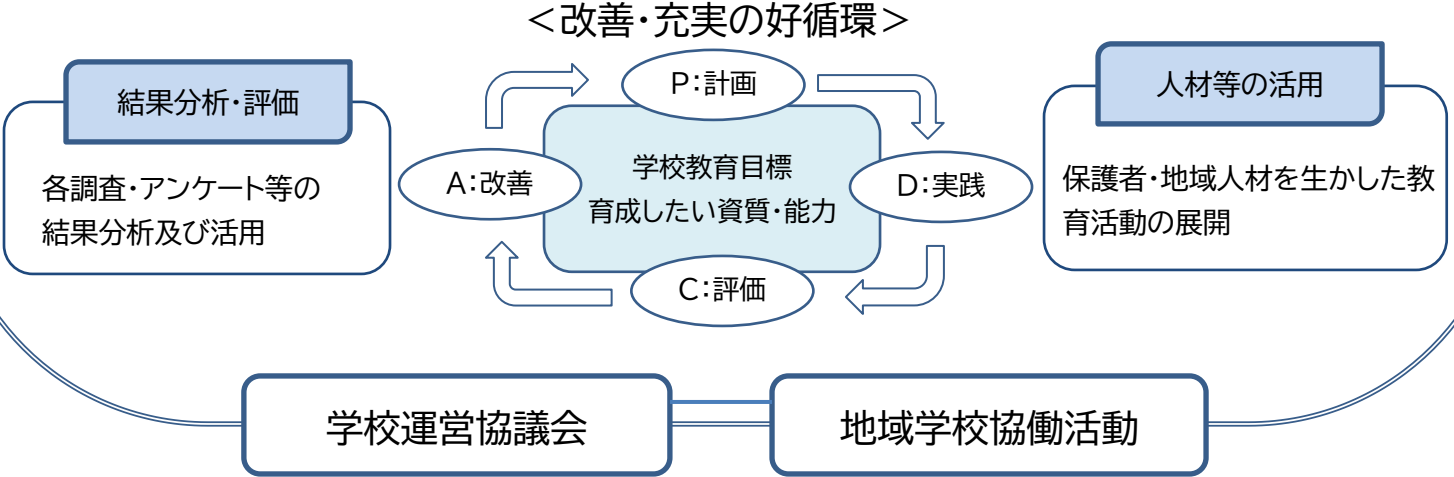 ＜改善・充実の好循環＞
結果分析・評価
各調査・アンケート等の
結果分析及び活用
P：計画
A：改善
学校教育目標
育成したい資質・能力
D：実践
C：評価
人材等の活用
保護者・地域人材を生かした教
育活動の展開
学校運営協議会
地域学校協働活動